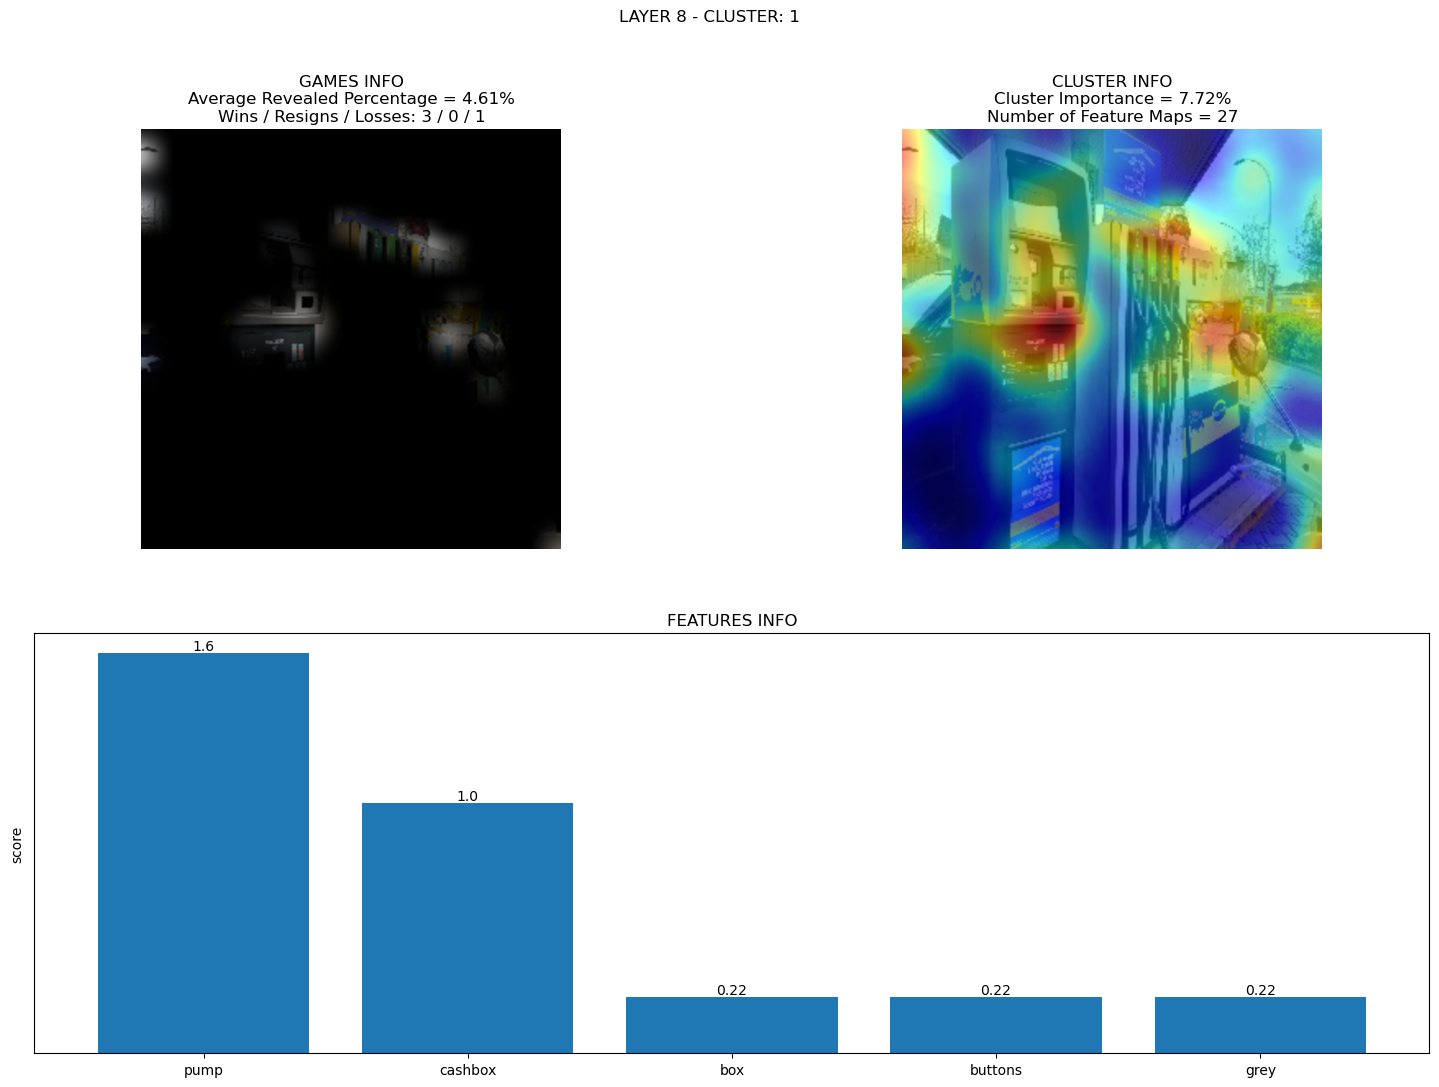 LAYER 8 - CLUSTER: 1
GAMES INFO
Average Revealed Percentage = 4.61%
Wins / Resigns / Losses: 3 / 0 / 1
CLUSTER INFO
Cluster Importance = 7.72%
Number of Feature Maps = 27
FEATURES INFO
score
1.6
1.0
0.22
0.22
0.22
pump
cashbox
box
buttons
grey